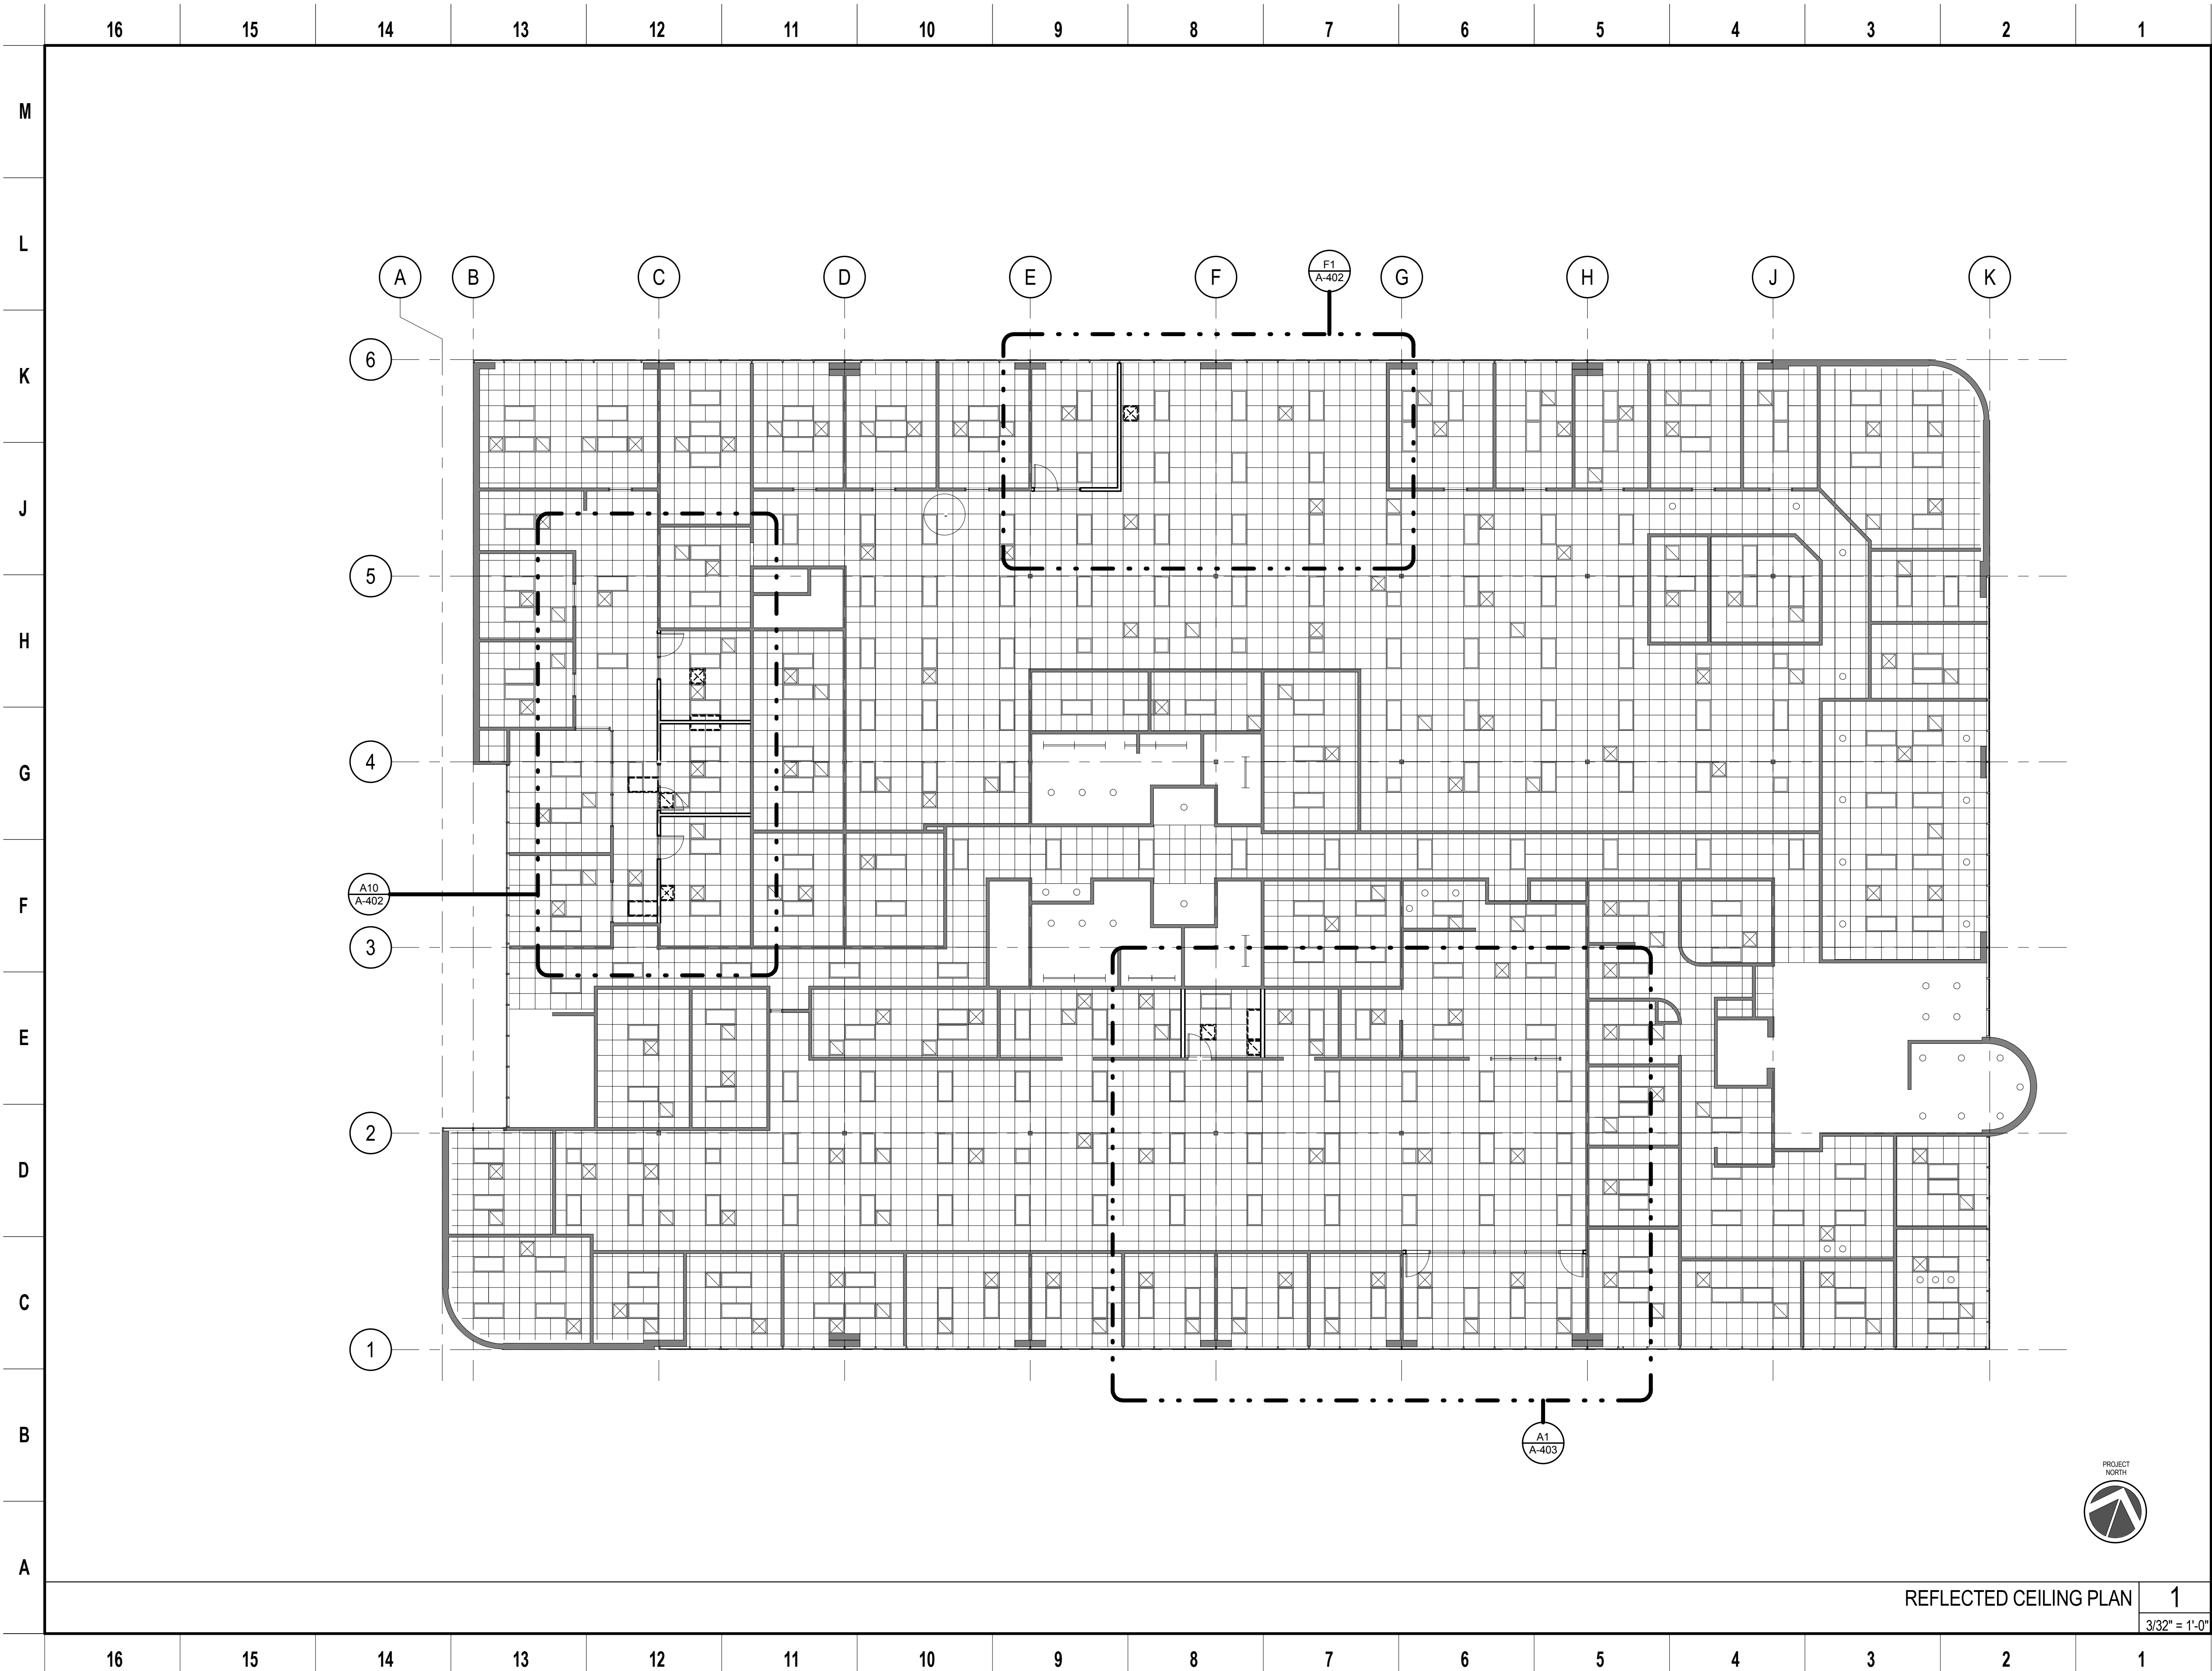 16 15 14 13 12 11 10 9 8 7 6 5 4 3 2 1
M
L
A B C D E F F1 G H J K
A-402
6
K
J
5
H
4
G
A10
A-402
F
3
E
2
D
C
1
B
A1
A-403
PROJECT
NORTH
A
REFLECTED CEILING PLAN 1
3/32" = 1'-0"
16 15 14 13 12 11 10 9 8 7 6 5 4 3 2 1